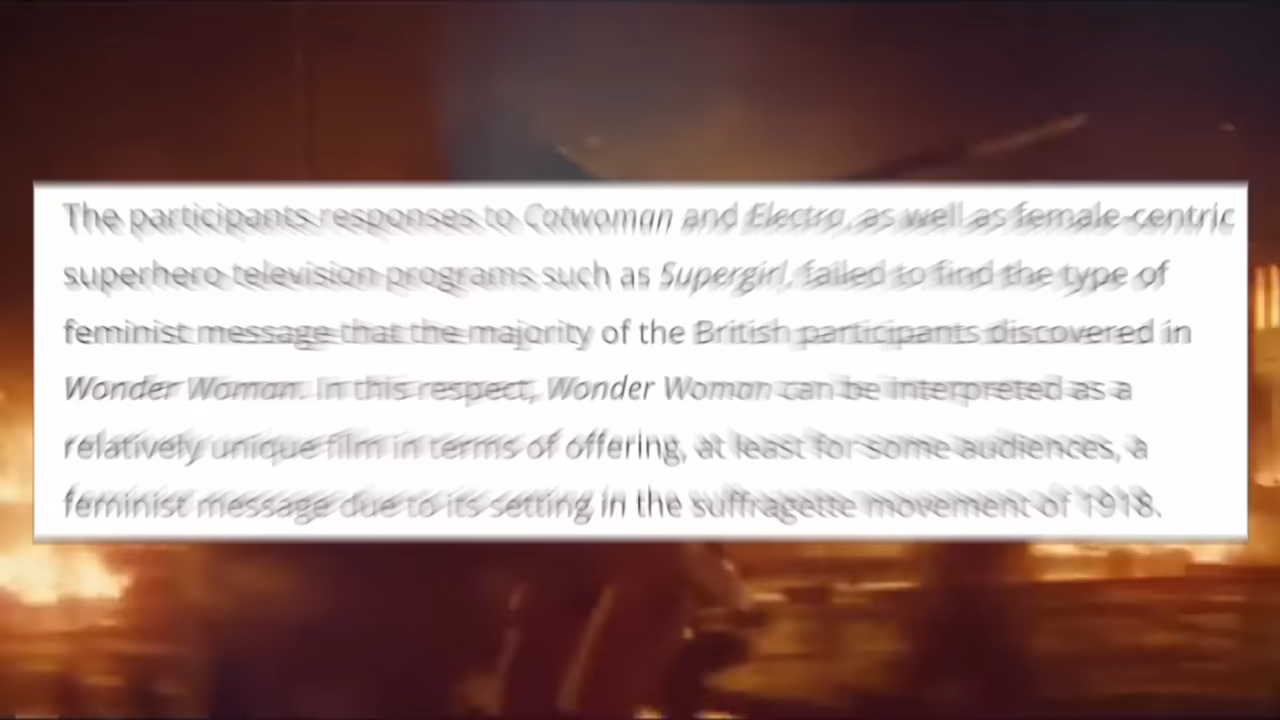 The participants responses to Catwoman and Electra, as well as female-centric
superhero television programs such as Supergirl, failed to find the type of
feminist message that the majority of the British participants discovered in
Wonder Woman. In this respect, Wonder Woman can be interpreted as a
relatively unique film in terms of offering, at least for some audiences, a
feminist message due to its setting in the suffragette movement of 1918.